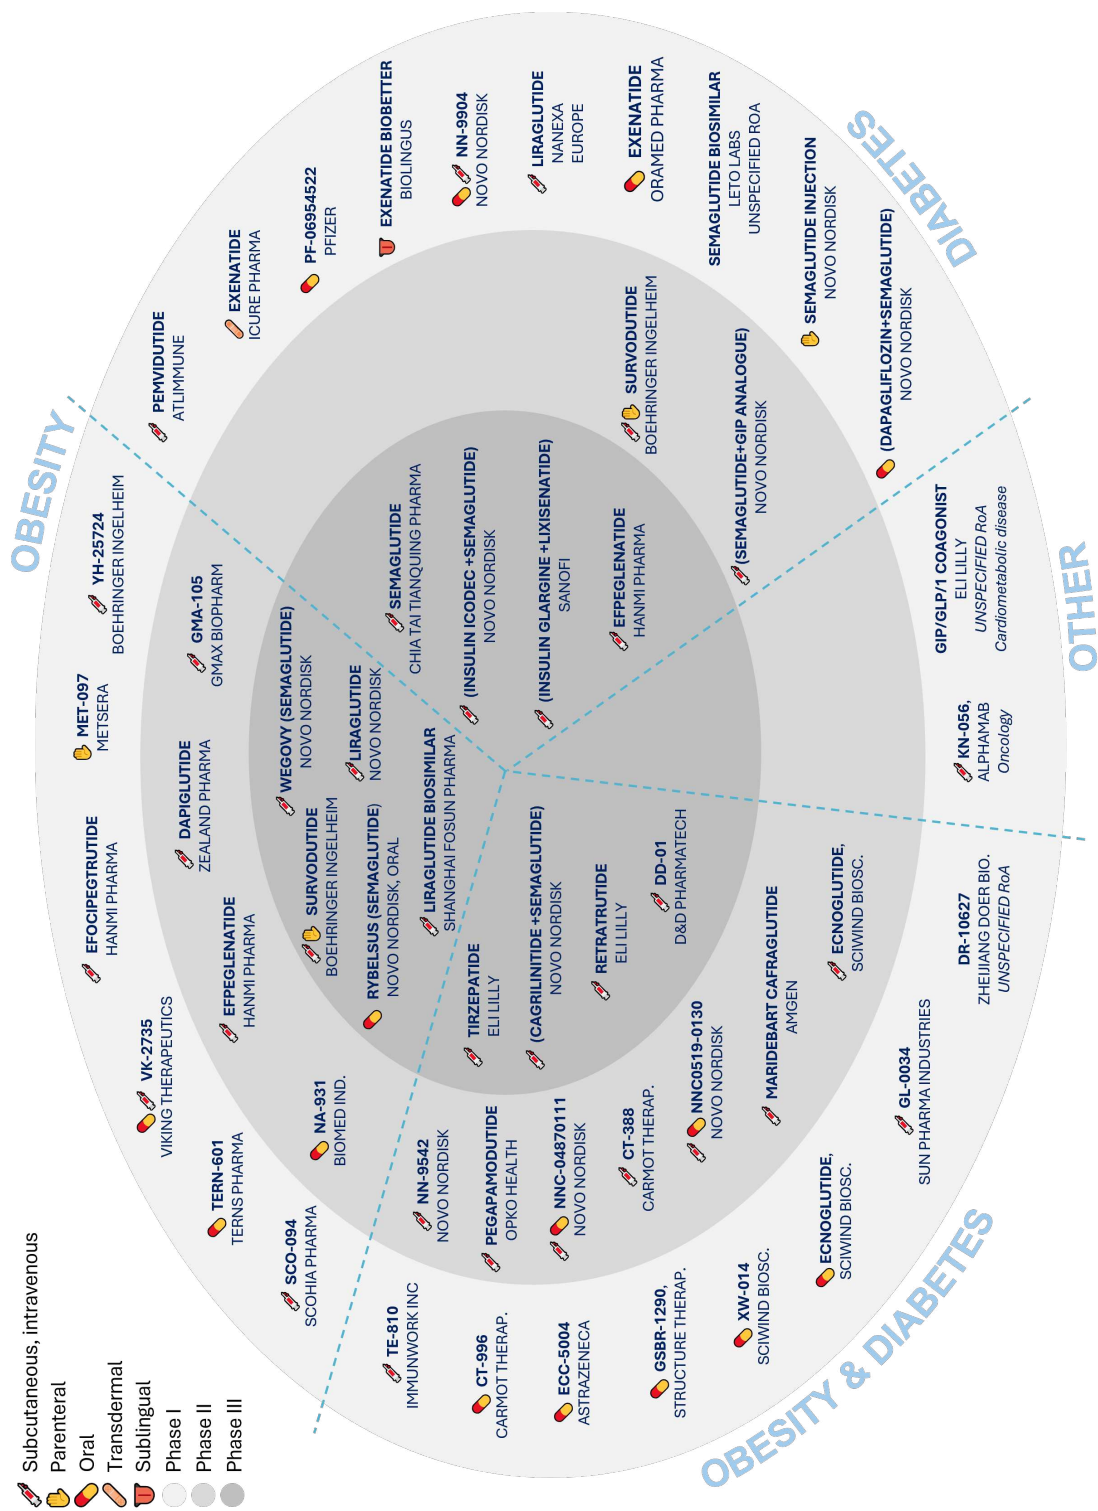 Subcutaneous, intravenous
Parenteral
Oral
Transdermal
Sublingual
Phase I
Phase II
Phase III
OBESITY
SCO-094
SCOHIA PHARMA
TERN-601
TERNS PHARMA
VK-2735
VIKING THERAPEUTICS
EFOCIPEGTRUTIDE
HANMI PHARMA
MET-097
METSERA
YH-25724
BOEHRINGER INGELHEIM
NA-931
BIOMED IND.
EFPEGLENATIDE
HANMI PHARMA
DAPIGLUTIDE
ZEALAND PHARMA
GMA-105
GMAX BIOPHARM
WEGOVY (SEMAGLUTIDE)
NOVO NORDISK
LIRAGLUTIDE
NOVO NORDISK
SURVODUTIDE
BOEHRINGER INGELHEIM
RYBELSUS (SEMAGLUTIDE)
NOVO NORDISK, ORAL
LIRAGLUTIDE BIOSIMILAR
SHANGHAI FOSUN PHARMA
DIABETES
PEMVIDUTIDE
ATLIMMUNE
EXENATIDE
ICURE PHARMA
PF-06954522
PFIZER
EXENATIDE BIOBETTER
BIOLINGUS
NN-9904
NOVO NORDISK
LIRAGLUTIDE
NANEXA
EUROPE
EXENATIDE
ORAMED PHARMA
SEMAGLUTIDE BIOSIMILAR
LETO LABS
UNSPECIFIED ROA
SEMAGLUTIDE INJECTION
NOVO NORDISK
(DAPAGLIFLOZIN+SEMAGLUTIDE)
NOVO NORDISK
SURVODUTIDE
BOEHRINGER INGELHEIM
(SEMAGLUTIDE+GIP ANALOGUE)
NOVO NORDISK
SEMAGLUTIDE
CHIA TAI TIANQUING PHARMA
(INSULIN ICODEC +SEMAGLUTIDE)
NOVO NORDISK
(INSULIN GLARGINE +LIXISENATIDE)
SANOFI
EFPEGLENATIDE
HANMI PHARMA
OTHER
GIP/GLP/1 COAGONIST
ELI LILLY
UNSPECIFIED RoA
Cardiometabolic disease
KN-056,
ALPHAMAB
Oncology
OBESITY & DIABETES
TIRZEPATIDE
ELI LILLY
(CAGRILINITIDE +SEMAGLUTIDE)
NOVO NORDISK
RETRATRUTIDE
ELI LILLY
DD-01
D&D PHARMATECH
NN-9542
NOVO NORDISK
PEGAPAMODUTIDE
OPKO HEALTH
NNC-04870111
NOVO NORDISK
CT-388
CARMOT THERAP.
NNC0519-0130
NOVO NORDISK
MARIDEBART CAFRAGLUTIDE
AMGEN
ECNOGLUTIDE,
SCIWIND BIOSC.
TE-810
IMMUNWORK INC
CT-996
CARMOT THERAP.
ECC-5004
ASTRAZENECA
GSBR-1290,
STRUCTURE THERAP.
XW-014
SCIWIND BIOSC.
ECNOGLUTIDE,
SCIWIND BIOSC.
GL-0034
SUN PHARMA INDUSTRIES
DR-10627
ZHEIJIANG DOER BIO.
UNSPECIFIED RoA